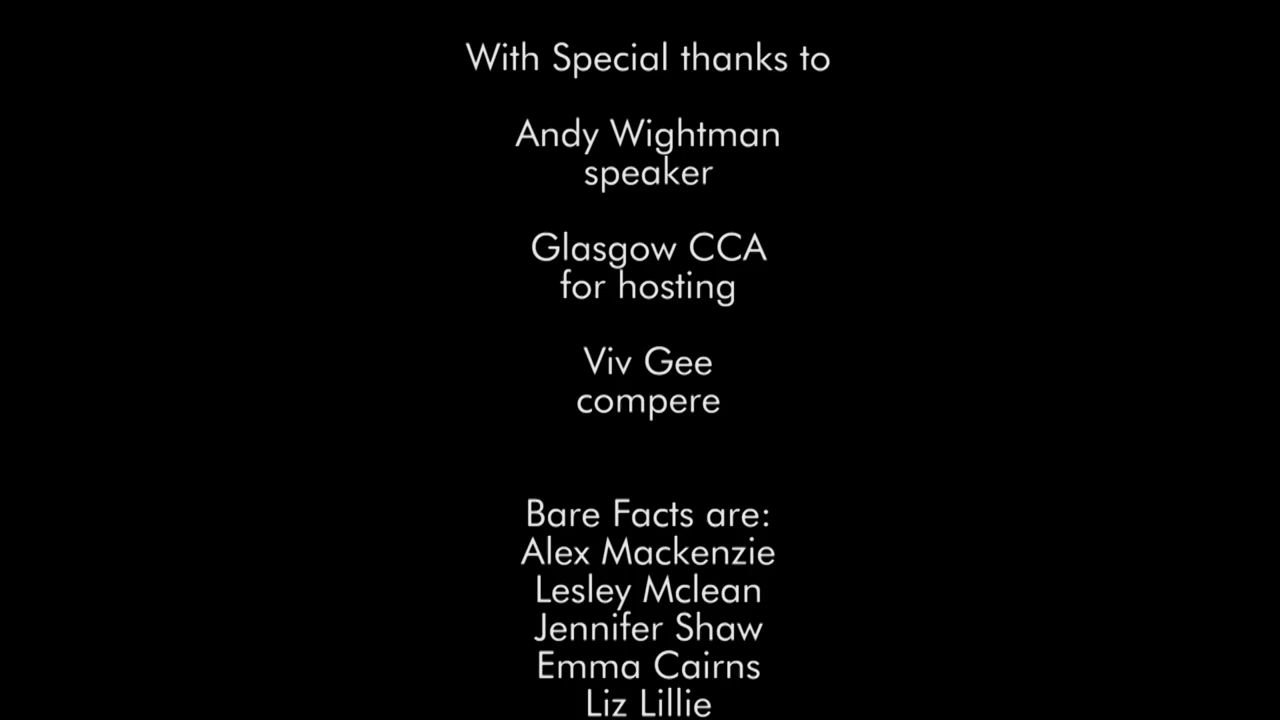 With Special thanks to
Andy Wightman
speaker
Glasgow CCA
for hosting
Viv Gee
compere
Bare Facts are:
Alex Mackenzie
Lesley Mclean
Jennifer Shaw
Emma Cairns
Liz Lillie